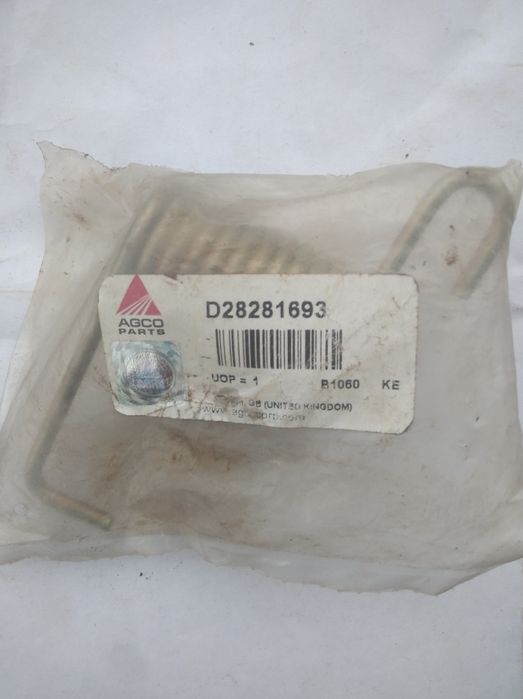 AGCO
PARTS
D28281693
UOP = 1 B1060 KE
GB (UNITED KINGDOM)